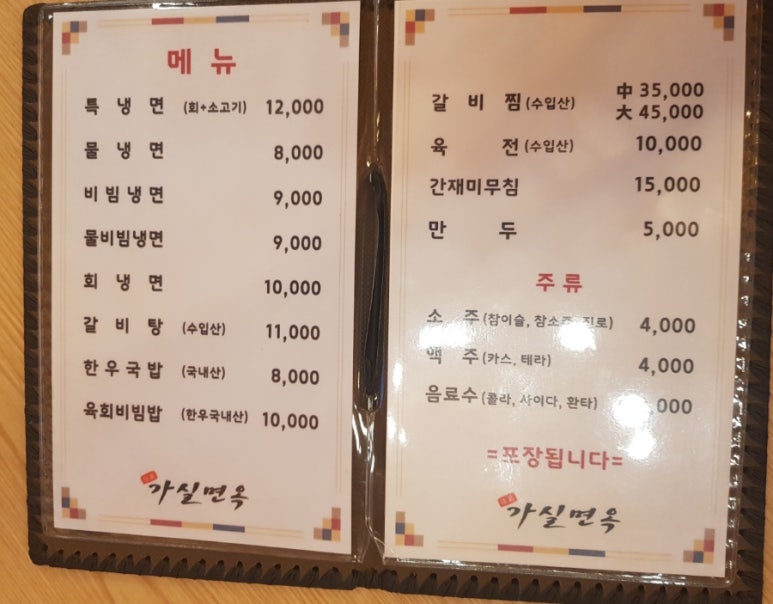 메 뉴
특 냉 면 (회+소고기) 12,000
물 냉 면 8,000
비 빔 냉 면 9,000
물비빔냉면 9,000
회 냉 면 10,000
갈 비 탕 (수입산) 11,000
한 우 국 밥 (국내산) 8,000
육회비빔밥 (한우국내산) 10,000
가실면옥
갈 비 찜 (수입산) 中 35,000
大 45,000
육 전 (수입산) 10,000
간재미무침 15,000
만 두 5,000
주 류
소 주 (참이슬, 참소주, 진로) 4,000
맥 주 (카스, 테라) 4,000
음료수 (콜라, 사이다, 환타)
=포장됩니다=
가실면옥